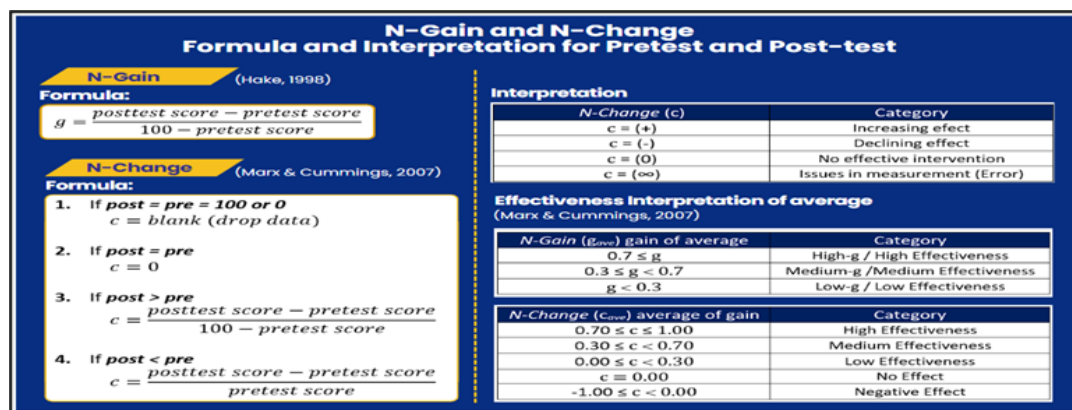 N-Gain and N-Change
Formula and Interpretation for Pretest and Post-test
N-Gain (Hake, 1998)
Formula:
g = (posttest score − pretest score) / (100 − pretest score)
N-Change (Marx & Cummings, 2007)
Formula:
1. If post = pre = 100 or 0
c = blank (drop data)
2. If post = pre
c = 0
3. If post > pre
c = (posttest score − pretest score) / (100 − pretest score)
4. If post < pre
c = (posttest score − pretest score) / (pretest score)
Interpretation
N-Change (c) Category
c = (+) Increasing efect
c = (-) Declining effect
c = (0) No effective intervention
c = (∞) Issues in measurement (Error)
Effectiveness Interpretation of average
(Marx & Cummings, 2007)
N-Gain (gave) gain of average Category
0.7 ≤ g High-g / High Effectiveness
0.3 ≤ g < 0.7 Medium-g /Medium Effectiveness
g < 0.3 Low-g / Low Effectiveness
N-Change (cave) average of gain Category
0.70 ≤ c ≤ 1.00 High Effectiveness
0.30 ≤ c < 0.70 Medium Effectiveness
0.00 ≤ c < 0.30 Low Effectiveness
c = 0.00 No Effect
-1.00 ≤ c < 0.00 Negative Effect